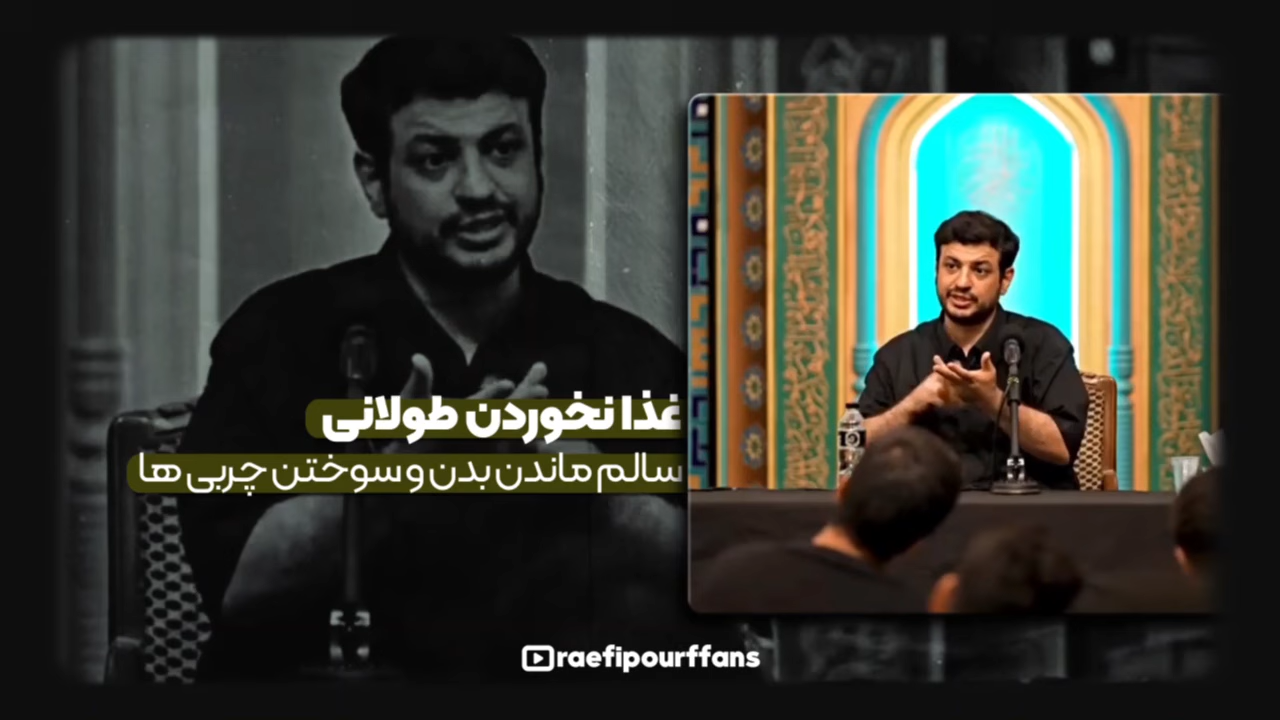 غذا نخوردن طولانی
سالم ماندن بدن و سوختن چربی ها
raefipourffans